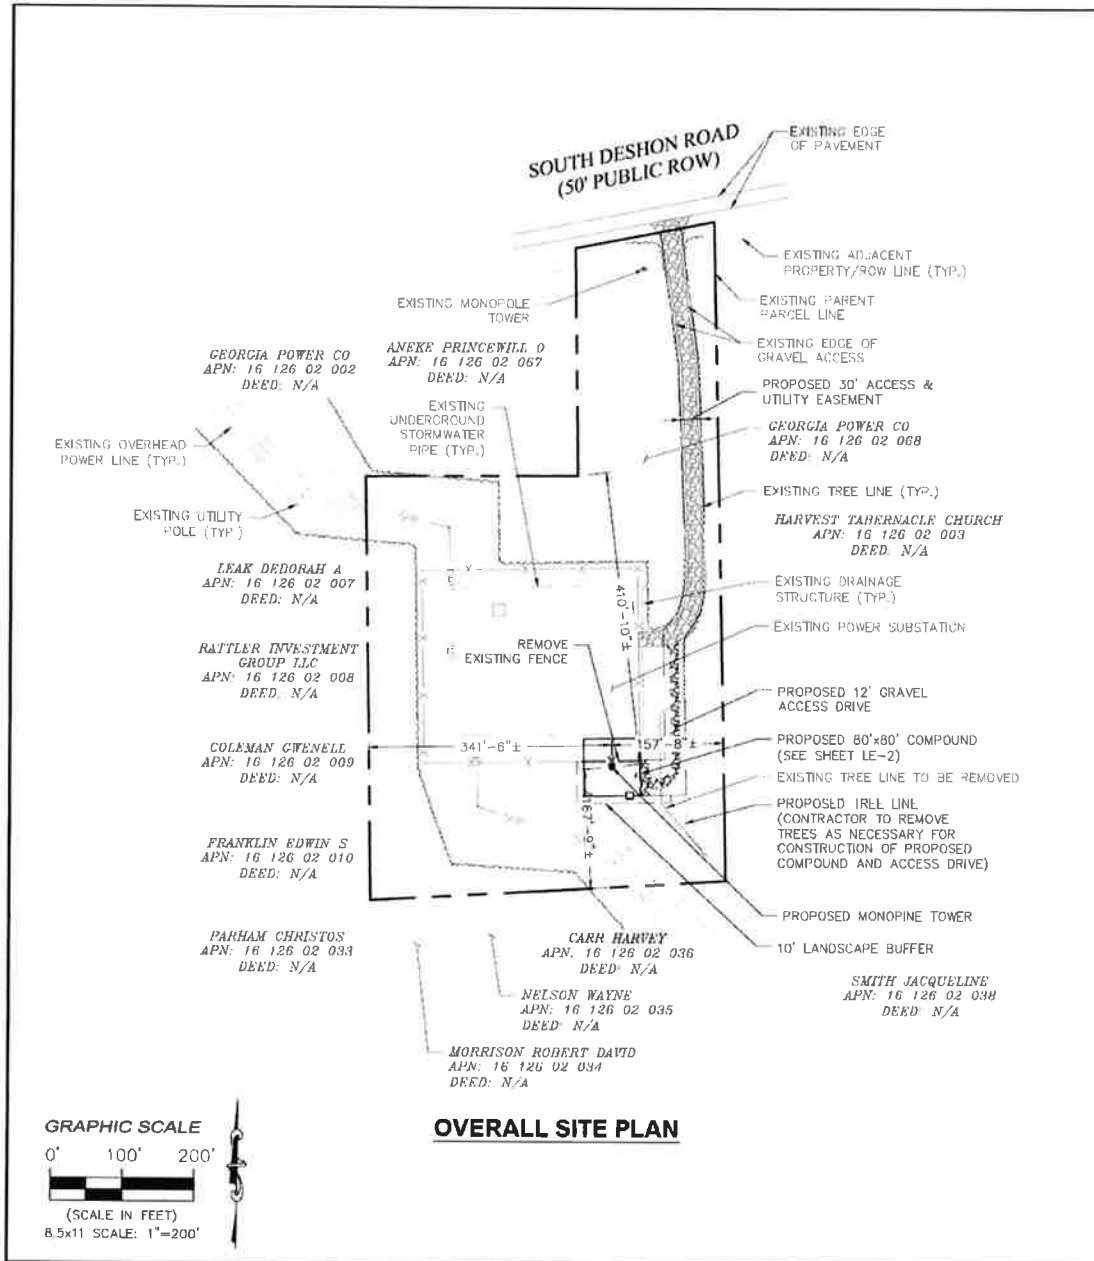 SOUTH DESHON ROAD
(50' PUBLIC ROW)
EXISTING EDGE
OF PAVEMENT
EXISTING ADJACENT
PROPERTY/ROW LINE (TYP.)
EXISTING MONOPOLE
TOWER
EXISTING PARENT
PARCEL LINE
EXISTING EDGE OF
GRAVEL ACCESS
GEORGIA POWER CO
APN: 16 126 02 002
DEED: N/A
ANEKE PRINCEWILL O
APN: 16 126 02 067
DEED: N/A
PROPOSED 30' ACCESS &
UTILITY EASEMENT
EXISTING
UNDERGROUND
STORMWATER
PIPE (TYP.)
GEORGIA POWER CO
APN: 16 126 02 068
DEED: N/A
EXISTING OVERHEAD
POWER LINE (TYP.)
EXISTING TREE LINE (TYP.)
EXISTING UTILITY
POLE (TYP.)
HARVEST TABERNACLE CHURCH
APN: 16 126 02 003
DEED: N/A
LEAK DEDORAH A
APN: 16 126 02 007
DEED: N/A
EXISTING DRAINAGE
STRUCTURE (TYP.)
410'-10"±
EXISTING POWER SUBSTATION
REMOVE
EXISTING FENCE
RATTLER INVESTMENT
GROUP LLC
APN: 16 126 02 008
DEED: N/A
PROPOSED 12' GRAVEL
ACCESS DRIVE
COLEMAN GWENELL
APN: 16 126 02 009
DEED: N/A
341'-6"±
157'-8"±
PROPOSED 80'x80' COMPOUND
(SEE SHEET LE-2)
EXISTING TREE LINE TO BE REMOVED
167'-9"±
PROPOSED TREE LINE
(CONTRACTOR TO REMOVE
TREES AS NECESSARY FOR
CONSTRUCTION OF PROPOSED
COMPOUND AND ACCESS DRIVE)
FRANKLIN EDWIN S
APN: 16 126 02 010
DEED: N/A
PROPOSED MONOPINE TOWER
10' LANDSCAPE BUFFER
PARHAM CHRISTOS
APN: 16 126 02 033
DEED: N/A
CARR HARVEY
APN. 16 126 02 036
DEED: N/A
SMITH JACQUELINE
APN: 16 126 02 038
DEED: N/A
NELSON WAYNE
APN: 16 126 02 035
DEED: N/A
MORRISON ROBERT DAVID
APN: 16 126 02 034
DEED: N/A
OVERALL SITE PLAN
GRAPHIC SCALE
0' 100' 200'
(SCALE IN FEET)
8.5x11 SCALE: 1"=200'